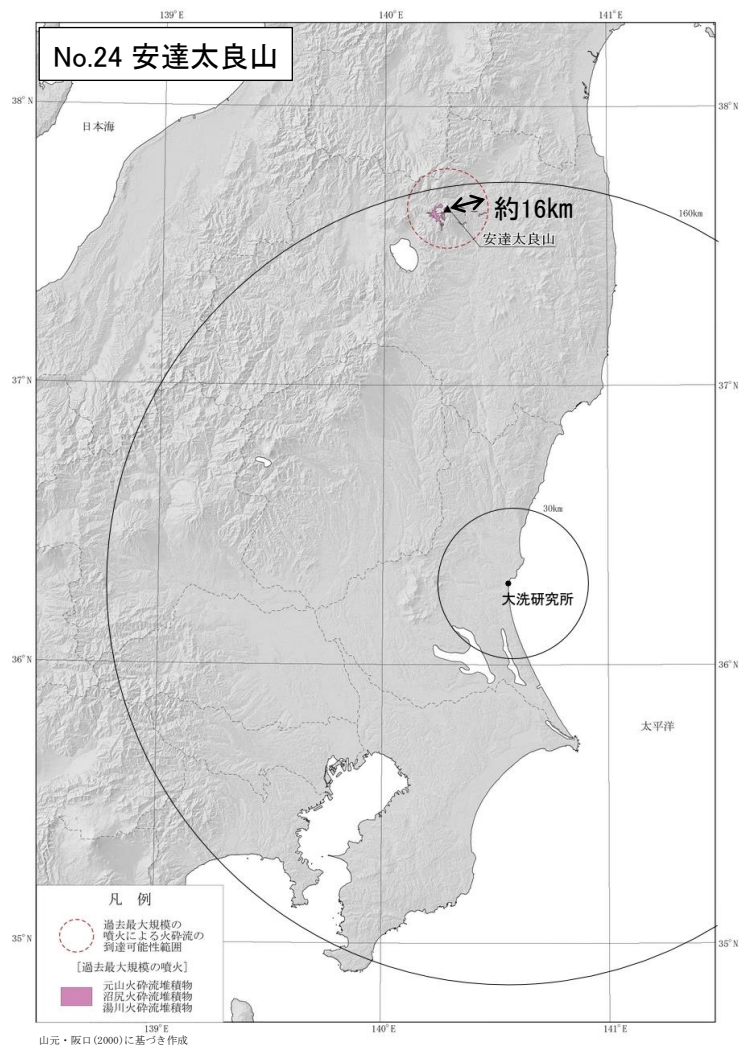 139°E
140°E
141°E
No.24 安達太良山
38°N
38°N
日本海
160km
約16km
安達太良山
37°N
37°N
30km
大洗研究所
36°N
36°N
太平洋
凡 例
過去最大規模の
噴火による火砕流の
到達可能性範囲
[過去最大規模の噴火]
元山火砕流堆積物
沼尻火砕流堆積物
湯川火砕流堆積物
35°N
35°N
139°E
140°E
141°E
山元・阪口(2000)に基づき作成